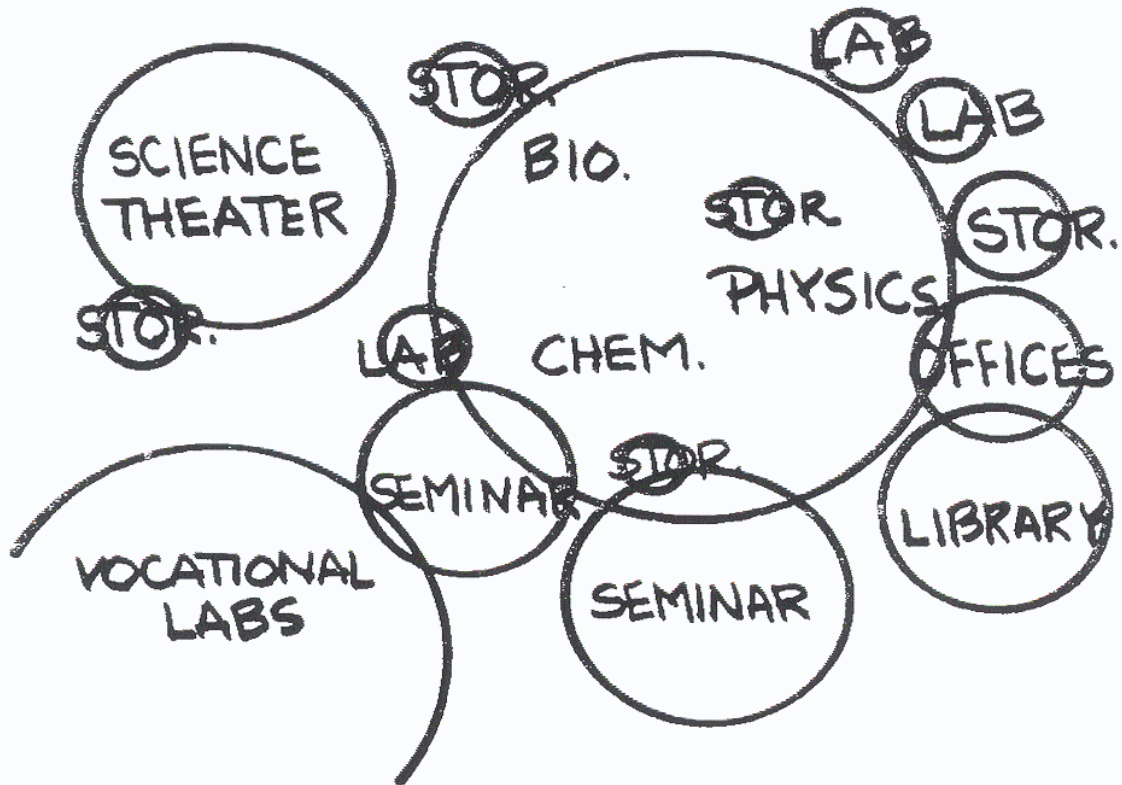 LAB
STOR.
LAB
SCIENCE
THEATER
BIO.
STOR
STOR.
PHYSICS
STOR.
LAB
CHEM.
OFFICES
STOR.
SEMINAR
LIBRARY
VOCATIONAL
LABS
SEMINAR